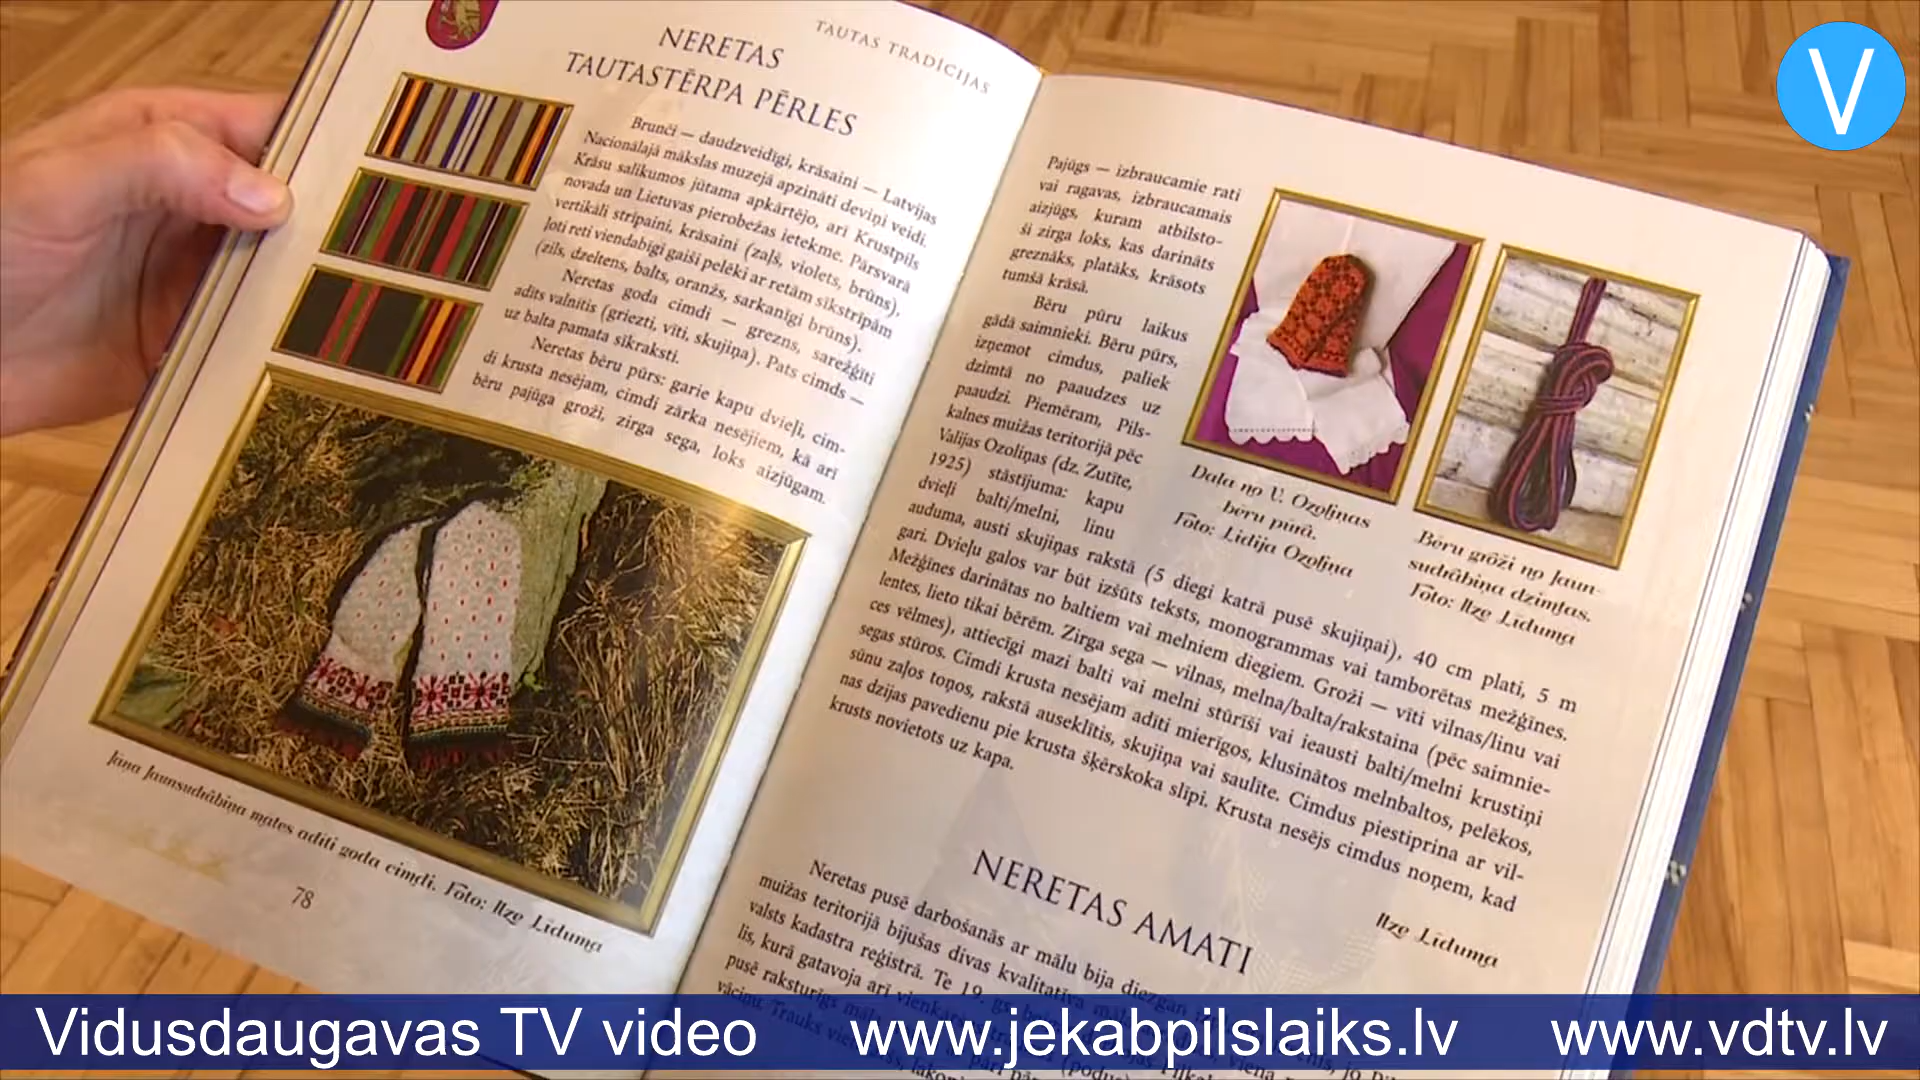 TAUTAS TRADĪCIJAS
NERETAS
TAUTASTĒRPA PĒRLES
Brunči — daudzveidīgi, krāsaini — Latvijas
Nacionālajā mākslas muzejā apzināti deviņi veidi.
Krāsu salikumos jūtama apkārtējo, arī Krustpils
novada un Lietuvas pierobežas ietekme. Pārsvarā
vertikāli strīpaini, krāsaini (zaļš, violets, brūns),
ļoti reti viendabīgi gaiši pelēki ar retām sīkstrīpām
(zils, dzeltens, balts, oranžs, sarkanīgi brūns).
Neretas goda cimdi — grezns, sarežģīti
adīts valnītis (griezti, vīti, skujiņa). Pats cimds —
uz balta pamata sīkraksti.
Neretas bēru pūrs: garie kapu dvieļi, cim-
di krusta nesējam, cimdi zārka nesējiem, kā arī
bēru pajūga groži, zirga sega, loks aizjūgam.
Jāņa Jaunsudrābiņa mātes adīti goda cimdi. Foto: Ilze Līduma
78
Pajūgs — izbraucamie rati
vai ragavas, izbraucamais
aizjūgs, kuram atbilsto-
ši zirga loks, kas darināts
greznāks, platāks, krāsots
tumšā krāsā.
Bēru pūru laikus
gādā saimnieki. Bēru pūrs,
izņemot cimdus, paliek
dzimtā no paaudzes uz
paaudzi. Piemēram, Pils-
kalnes muižas teritorijā pēc
Valijas Ozoliņas (dz. Zutīte,
1925) stāstījuma: kapu
dvieļi balti/melni, linu
auduma, austi skujiņas rakstā (5 diegi katrā pusē skujiņai), 40 cm plati, 5 m
gari. Dvieļu galos var būt izšūts teksts, monogrammas vai tamborētas mežģīnes.
Mežģīnes darinātas no baltiem vai melniem diegiem. Groži — vīti vilnas/linu vai
lentes, lieto tikai bērēm. Zirga sega — vilnas, melna/balta/rakstaina (pēc saimnie-
ces vēlmes), attiecīgi mazi balti vai melni stūrīši vai ieausti balti/melni krustiņi
segas stūros. Cimdi krusta nesējam adīti mierīgos, klusinātos melnbaltos, pelēkos,
sūnu zaļos toņos, rakstā auseklītis, skujiņa vai saulīte. Cimdus piestiprina ar vil-
nas dzijas pavedienu pie krusta šķērskoka slīpi. Krusta nesējs cimdus noņem, kad
krusts novietots uz kapa.
Ilze Līduma
Daļa no V. Ozoliņas
bēru pūra.
Foto: Lidija Ozoliņa
Bēru groži no Jaun-
sudrābiņa dzimtas.
Foto: Ilze Līduma
NERETAS AMATI
Neretas pusē darbošanās ar mālu bija diezgan
muižas teritorijā bijušas divas kvalitatīva
valsts kadastra reģistrā. Te 19. gs.
lis, kurā gatavoja arī
pusē raksturīgs
V
Vidusdaugavas TV video www.jekabpilslaiks.lv www.vdtv.lv